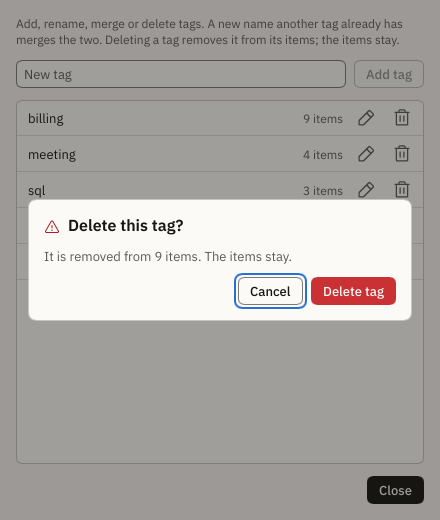 Add, rename, merge or delete tags. A new name another tag already has
merges the two. Deleting a tag removes it from its items; the items stay.
New tag
Add tag
billing 9 items
meeting 4 items
sql 3 items
Delete this tag?
It is removed from 9 items. The items stay.
Cancel Delete tag
Close